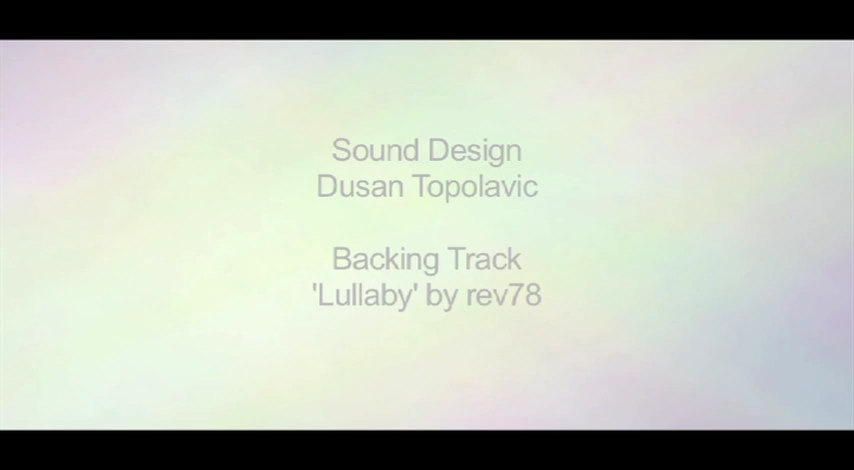 Sound Design
Dusan Topolavic
Backing Track
'Lullaby' by rev78